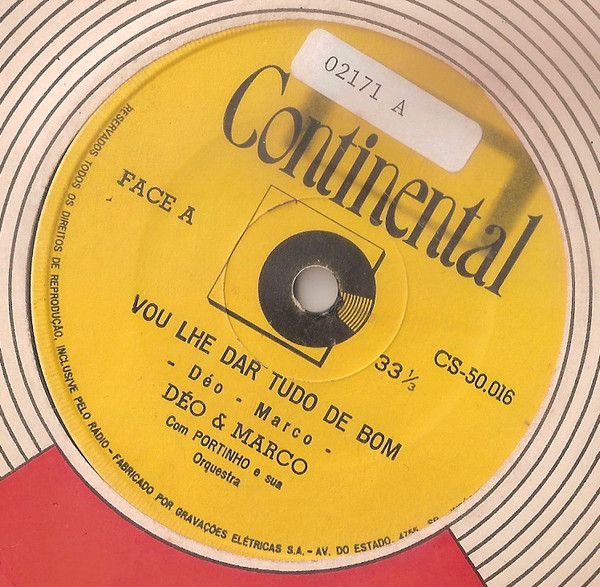 02171 A
Continental
FACE A
33 ⅓
CS-50.016
VOU LHE DAR TUDO DE BOM
- Déo - Marco -
DÉO & MARCO
Com PORTINHO e sua
Orquestra
RESERVADOS TODOS OS DIREITOS DE REPRODUÇÃO, INCLUSIVE PELO RÁDIO - FABRICADO POR GRAVAÇÕES ELÉTRICAS S.A. - AV. DO ESTADO, 4755, SP